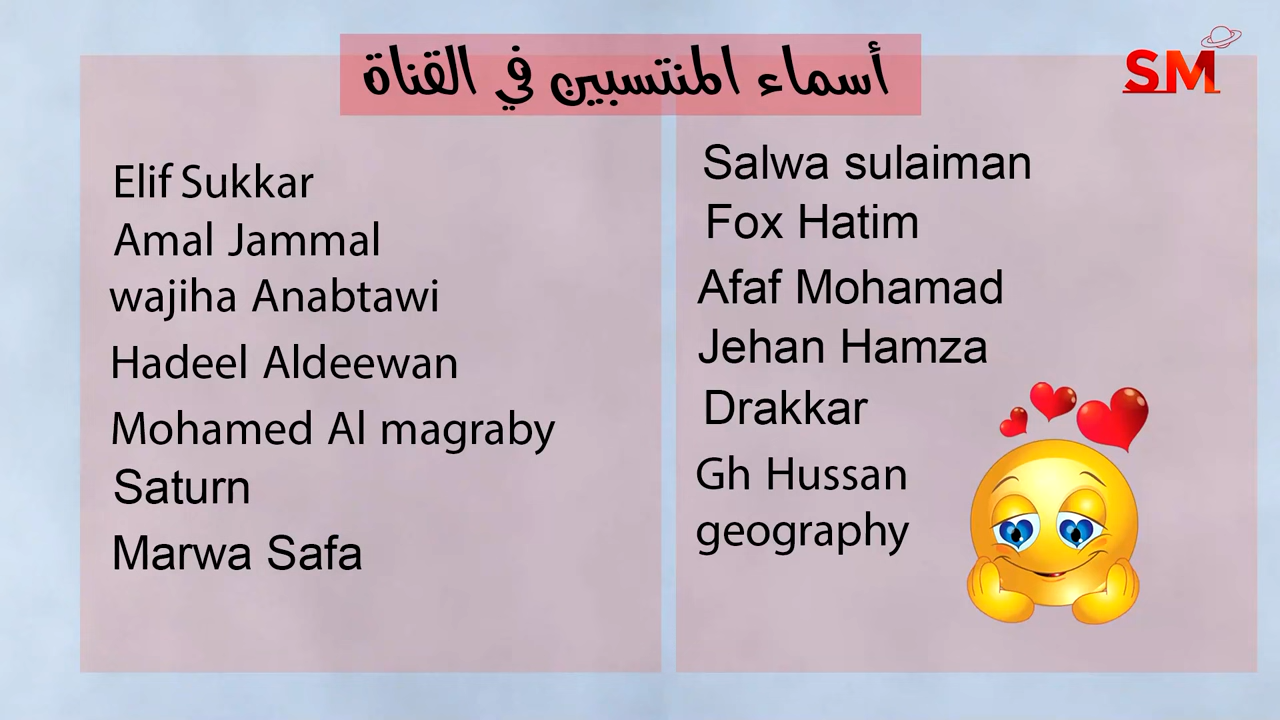 أسماء المنتسبين في القناة
SM
Elif Sukkar
Amal Jammal
wajiha Anabtawi
Hadeel Aldeewan
Mohamed Al magraby
Saturn
Marwa Safa
Salwa sulaiman
Fox Hatim
Afaf Mohamad
Jehan Hamza
Drakkar
Gh Hussan
geography